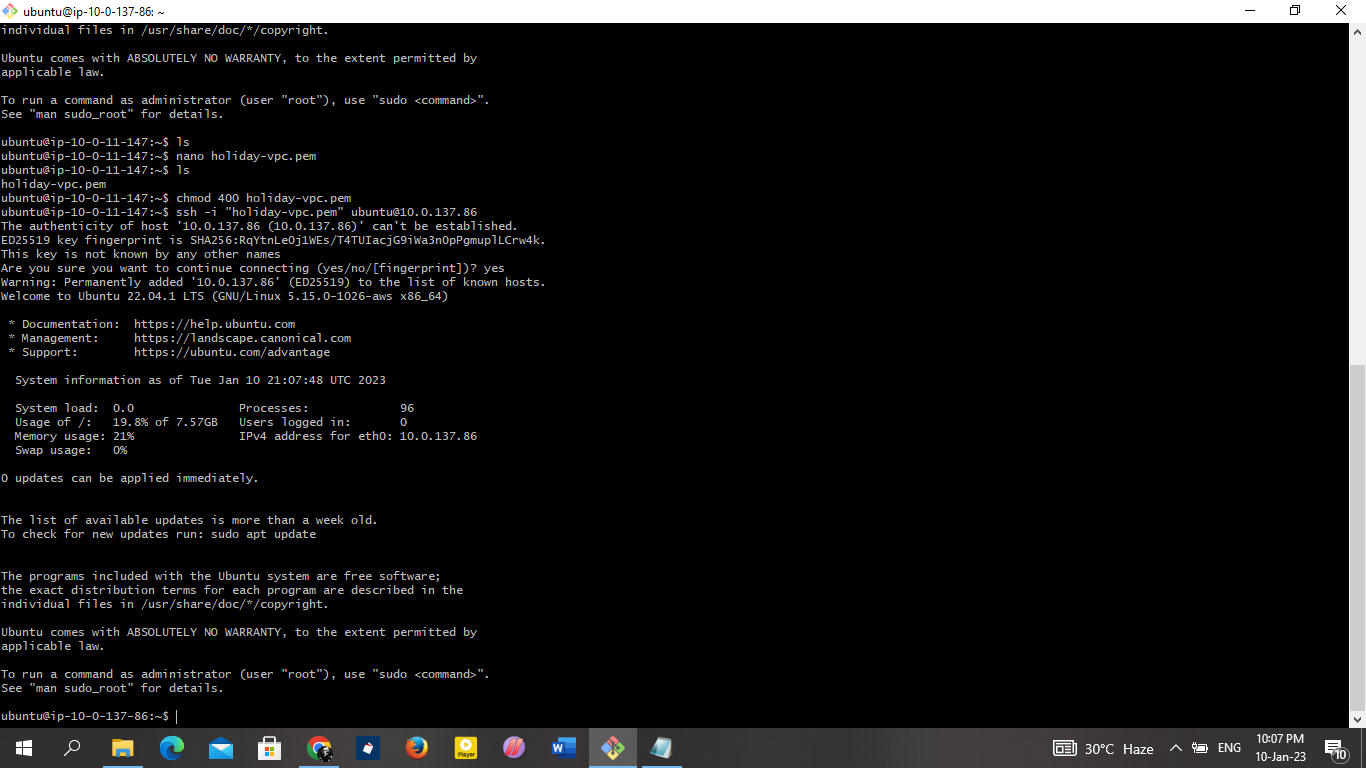 ubuntu@ip-10-0-137-86: ~
individual files in /usr/share/doc/*/copyright.
Ubuntu comes with ABSOLUTELY NO WARRANTY, to the extent permitted by
applicable law.
To run a command as administrator (user "root"), use "sudo <command>".
See "man sudo_root" for details.
ubuntu@ip-10-0-11-147:~$ ls
ubuntu@ip-10-0-11-147:~$ nano holiday-vpc.pem
ubuntu@ip-10-0-11-147:~$ ls
holiday-vpc.pem
ubuntu@ip-10-0-11-147:~$ chmod 400 holiday-vpc.pem
ubuntu@ip-10-0-11-147:~$ ssh -i "holiday-vpc.pem" ubuntu@10.0.137.86
The authenticity of host '10.0.137.86 (10.0.137.86)' can't be established.
ED25519 key fingerprint is SHA256:RqYtnLeOj1WEs/T4TUIacjG9iWa3nOpPgmuplLCrw4k.
This key is not known by any other names
Are you sure you want to continue connecting (yes/no/[fingerprint])? yes
Warning: Permanently added '10.0.137.86' (ED25519) to the list of known hosts.
Welcome to Ubuntu 22.04.1 LTS (GNU/Linux 5.15.0-1026-aws x86_64)
* Documentation:  https://help.ubuntu.com
* Management:     https://landscape.canonical.com
* Support:        https://ubuntu.com/advantage
System information as of Tue Jan 10 21:07:48 UTC 2023
System load:  0.0               Processes:             96
Usage of /:   19.8% of 7.57GB   Users logged in:       0
Memory usage: 21%               IPv4 address for eth0: 10.0.137.86
Swap usage:   0%
0 updates can be applied immediately.
The list of available updates is more than a week old.
To check for new updates run: sudo apt update
The programs included with the Ubuntu system are free software;
the exact distribution terms for each program are described in the
individual files in /usr/share/doc/*/copyright.
Ubuntu comes with ABSOLUTELY NO WARRANTY, to the extent permitted by
applicable law.
To run a command as administrator (user "root"), use "sudo <command>".
See "man sudo_root" for details.
ubuntu@ip-10-0-137-86:~$
Player
30°C Haze
ENG
10:07 PM
10-Jan-23
10